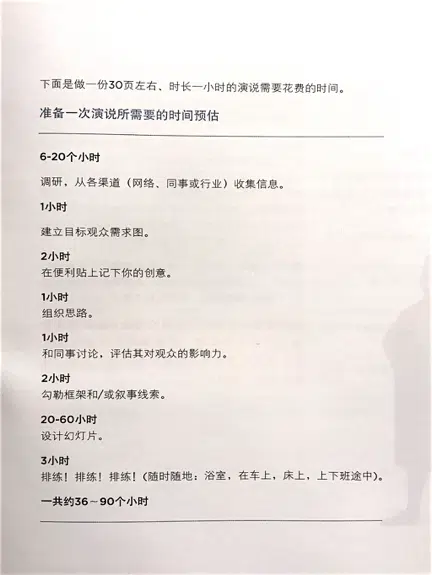 下面是做一份30页左右、时长一小时的演说需要花费的时间。
准备一次演说所需要的时间预估
6-20个小时
调研，从各渠道（网络、同事或行业）收集信息。
1小时
建立目标观众需求图。
2小时
在便利贴上记下你的创意。
1小时
组织思路。
1小时
和同事讨论，评估其对观众的影响力。
2小时
勾勒框架和/或叙事线索。
20-60小时
设计幻灯片。
3小时
排练！排练！排练！（随时随地：浴室，在车上，床上，上下班途中）。
一共约36～90个小时